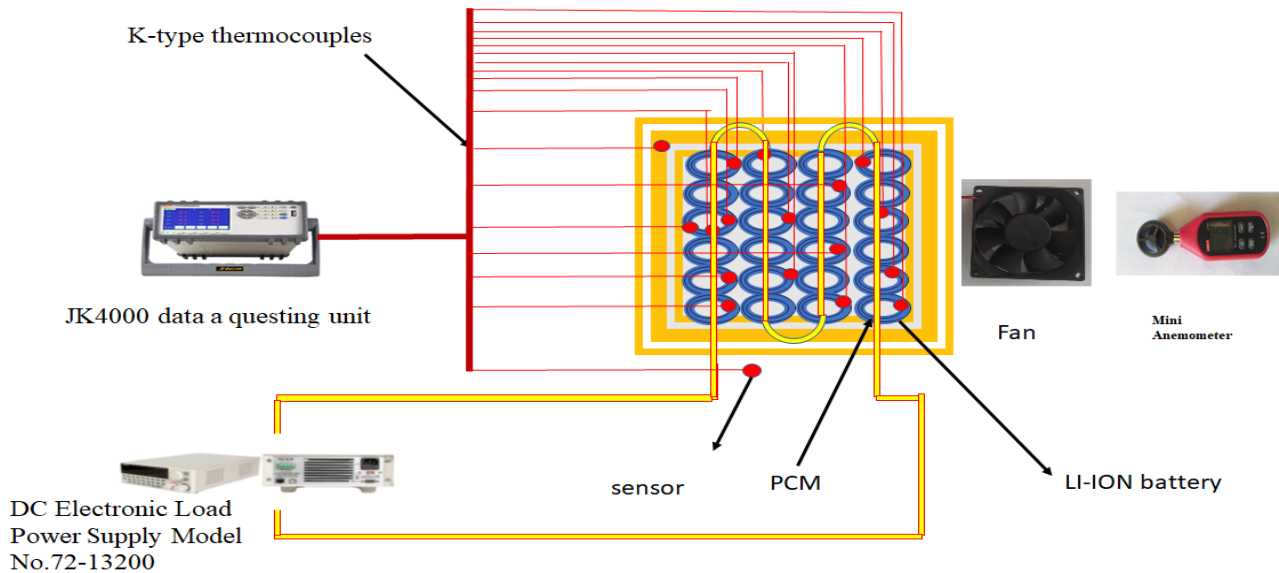 K-type thermocouples
JK4000 data a questing unit
Fan
Mini
Anemometer
sensor
PCM
LI-ION battery
DC Electronic Load
Power Supply Model
No.72-13200